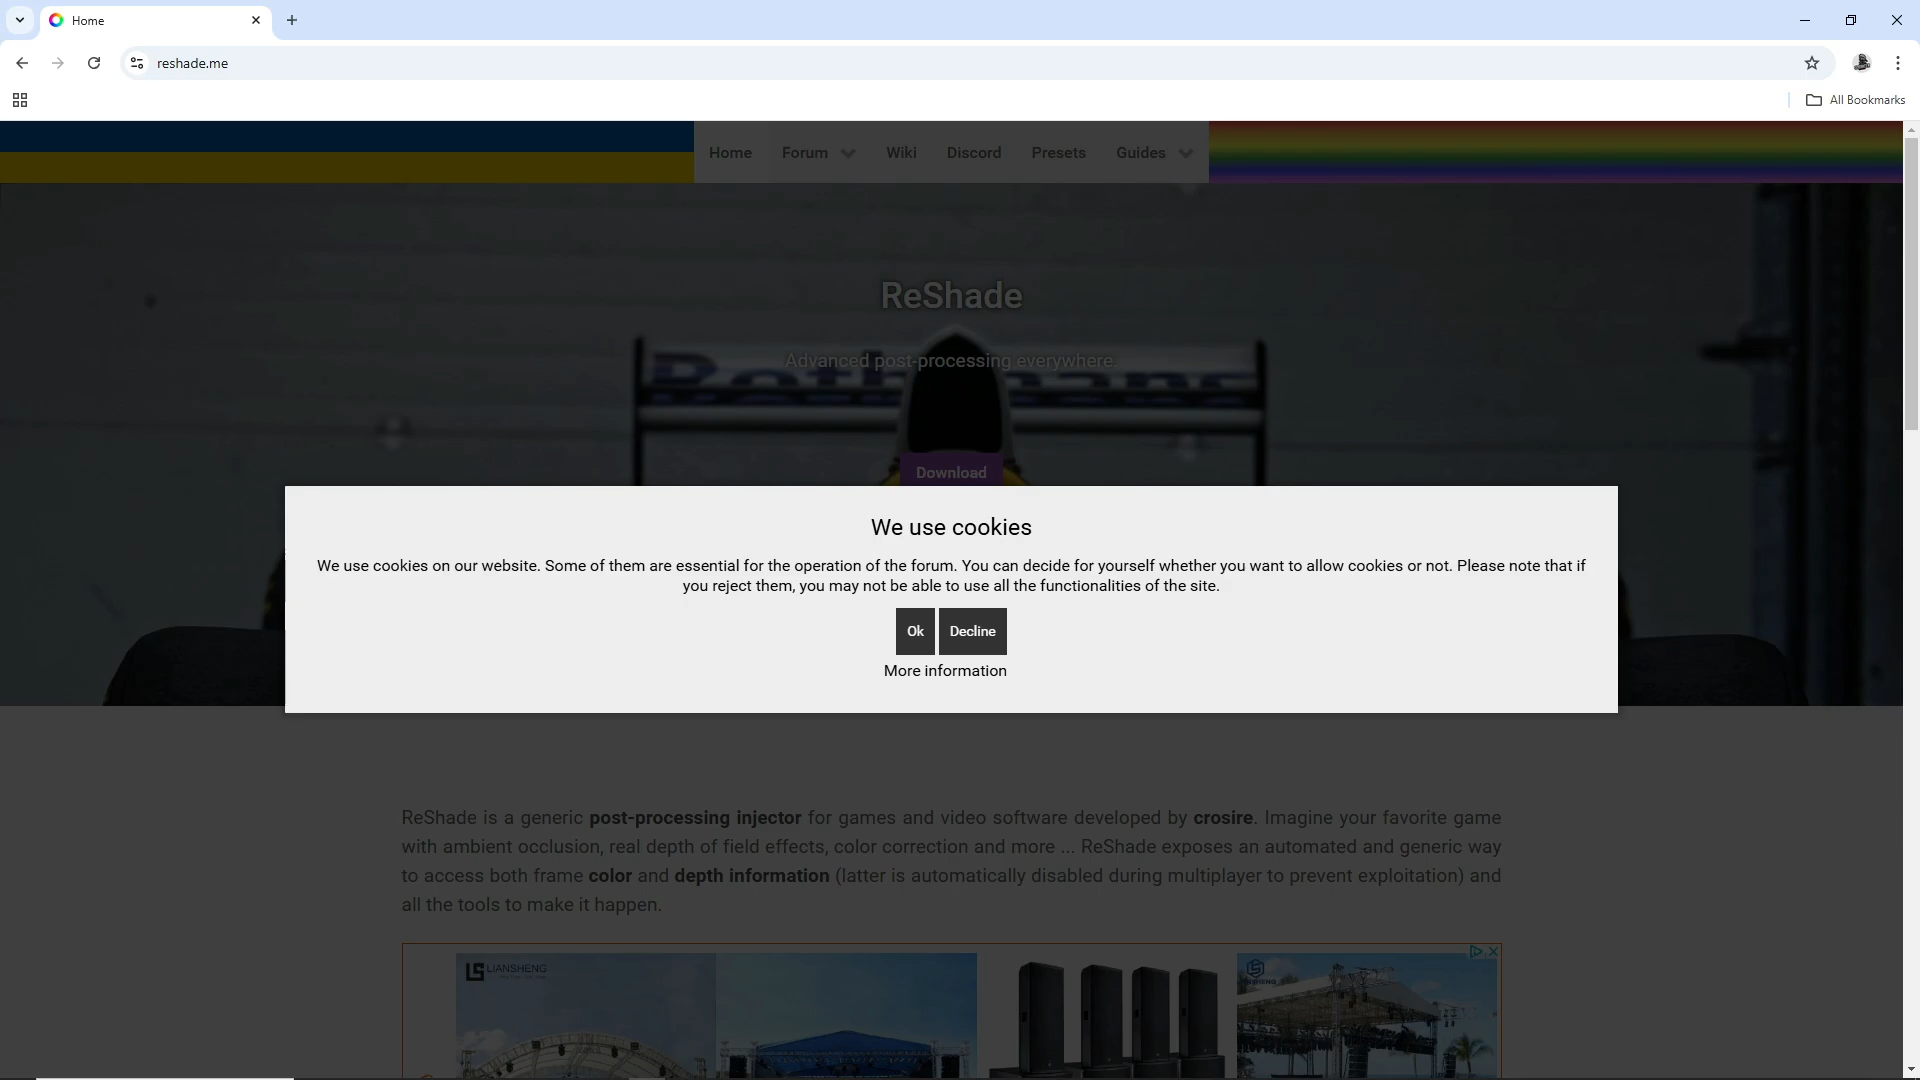 Home
reshade.me
All Bookmarks
Home Forum Wiki Discord Presets Guides
ReShade
Advanced post-processing everywhere.
Download
We use cookies
We use cookies on our website. Some of them are essential for the operation of the forum. You can decide for yourself whether you want to allow cookies or not. Please note that if
you reject them, you may not be able to use all the functionalities of the site.
Ok Decline
More information
ReShade is a generic post-processing injector for games and video software developed by crosire. Imagine your favorite game
with ambient occlusion, real depth of field effects, color correction and more ... ReShade exposes an automated and generic way
to access both frame color and depth information (latter is automatically disabled during multiplayer to prevent exploitation) and
all the tools to make it happen.
LIANSHENG